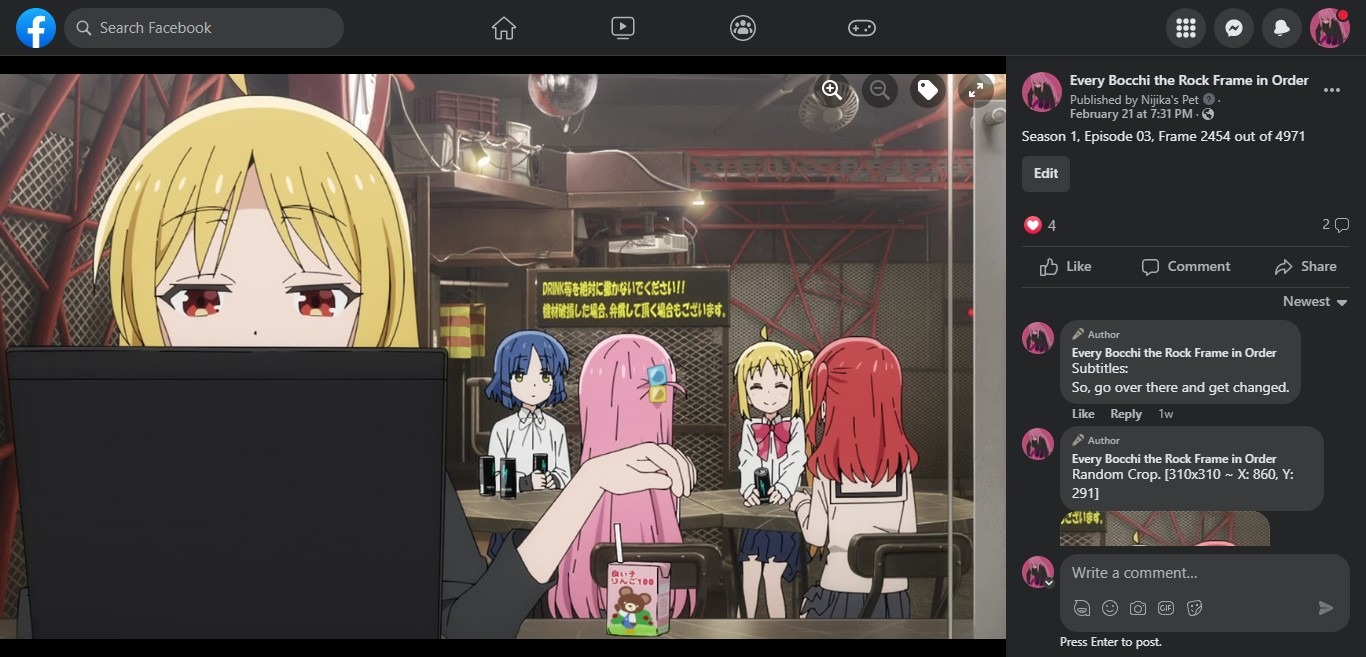 Search Facebook
DRINK等を絶対に撒かないでください!!
機材破損した場合、弁償して頂く場合もございます。
良い子
りんご100
Every Bocchi the Rock Frame in Order
Published by Nijika's Pet ·
February 21 at 7:31 PM ·
Season 1, Episode 03, Frame 2454 out of 4971
Edit
4
2
Like
Comment
Share
Newest
Author
Every Bocchi the Rock Frame in Order
Subtitles:
So, go over there and get changed.
Like Reply 1w
Author
Every Bocchi the Rock Frame in Order
Random Crop. [310x310 ~ X: 860, Y:
291]
ございます。
Write a comment...
GIF
Press Enter to post.